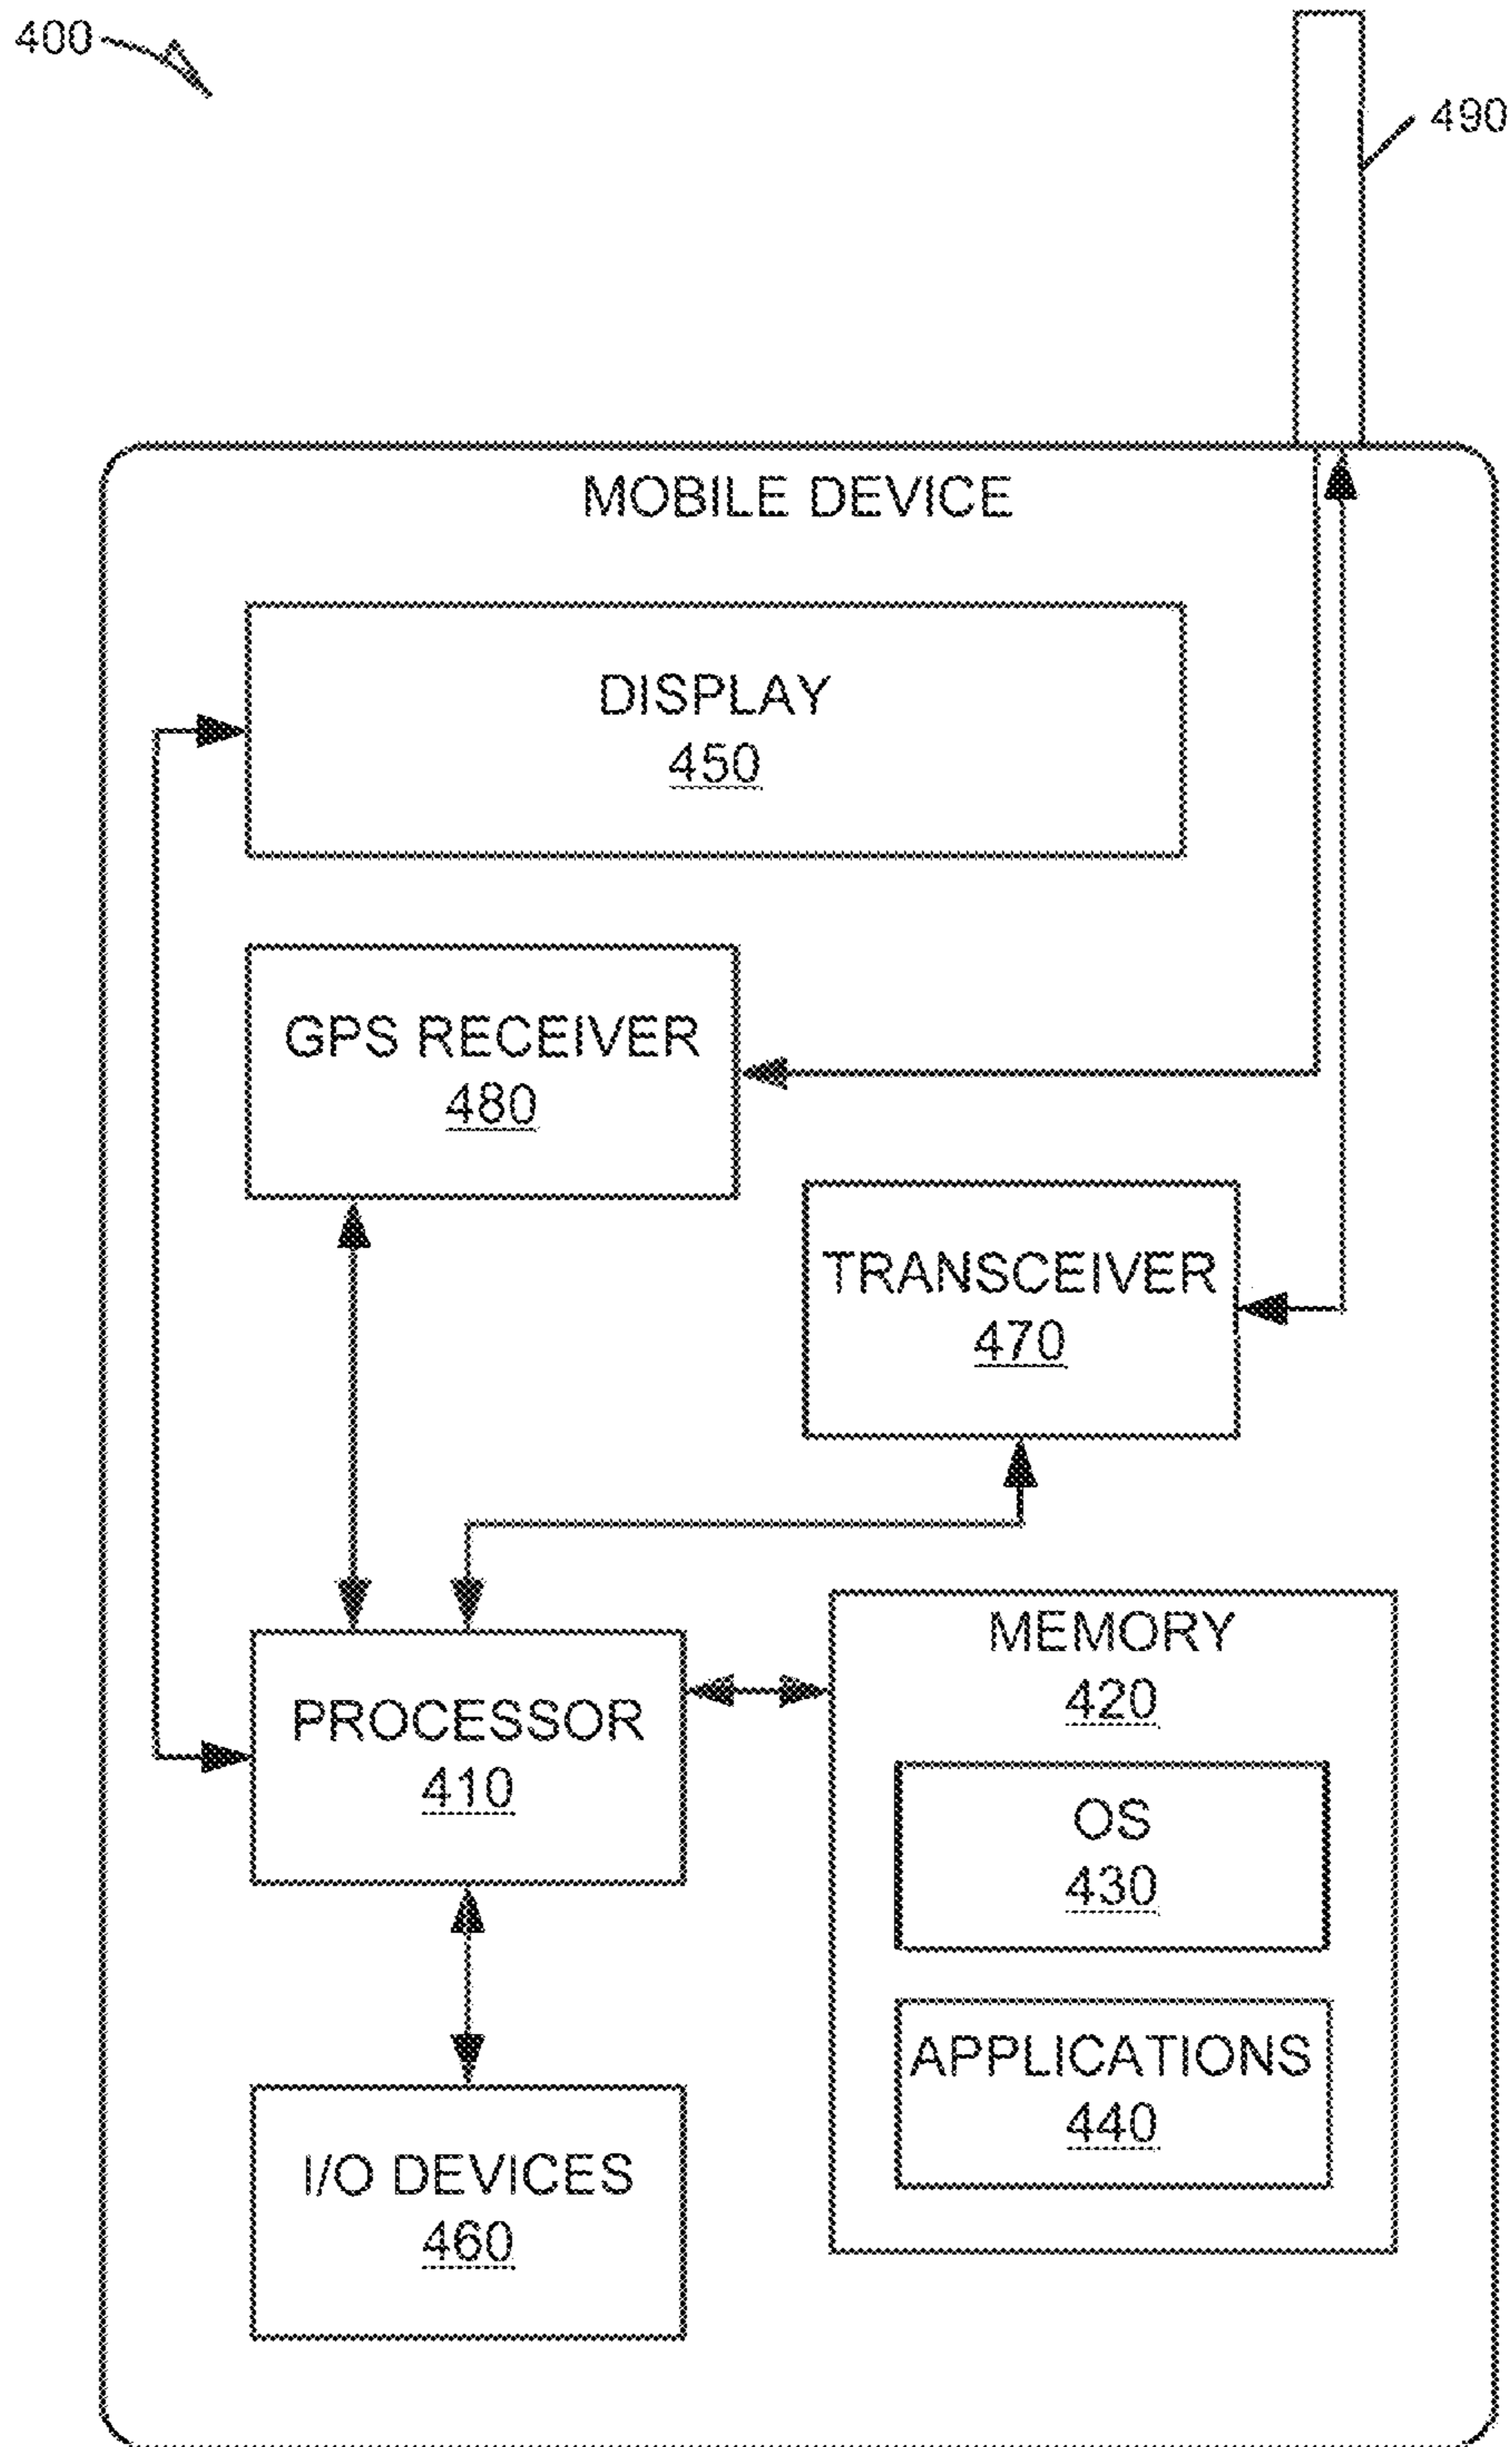 400
490
MOBILE DEVICE
DISPLAY
450
GPS RECEIVER
480
TRANSCEIVER
470
PROCESSOR
410
MEMORY
420
OS
430
APPLICATIONS
440
I/O DEVICES
460